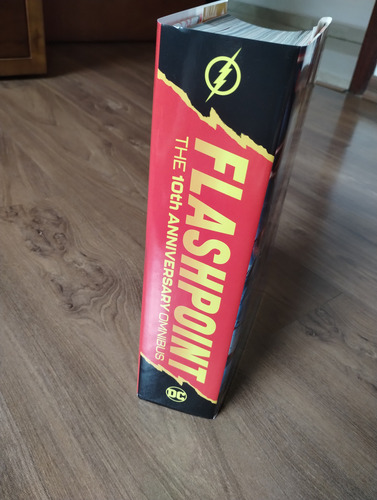 FLASHPOINT
THE 10th ANNIVERSARY OMNIBUS
DC